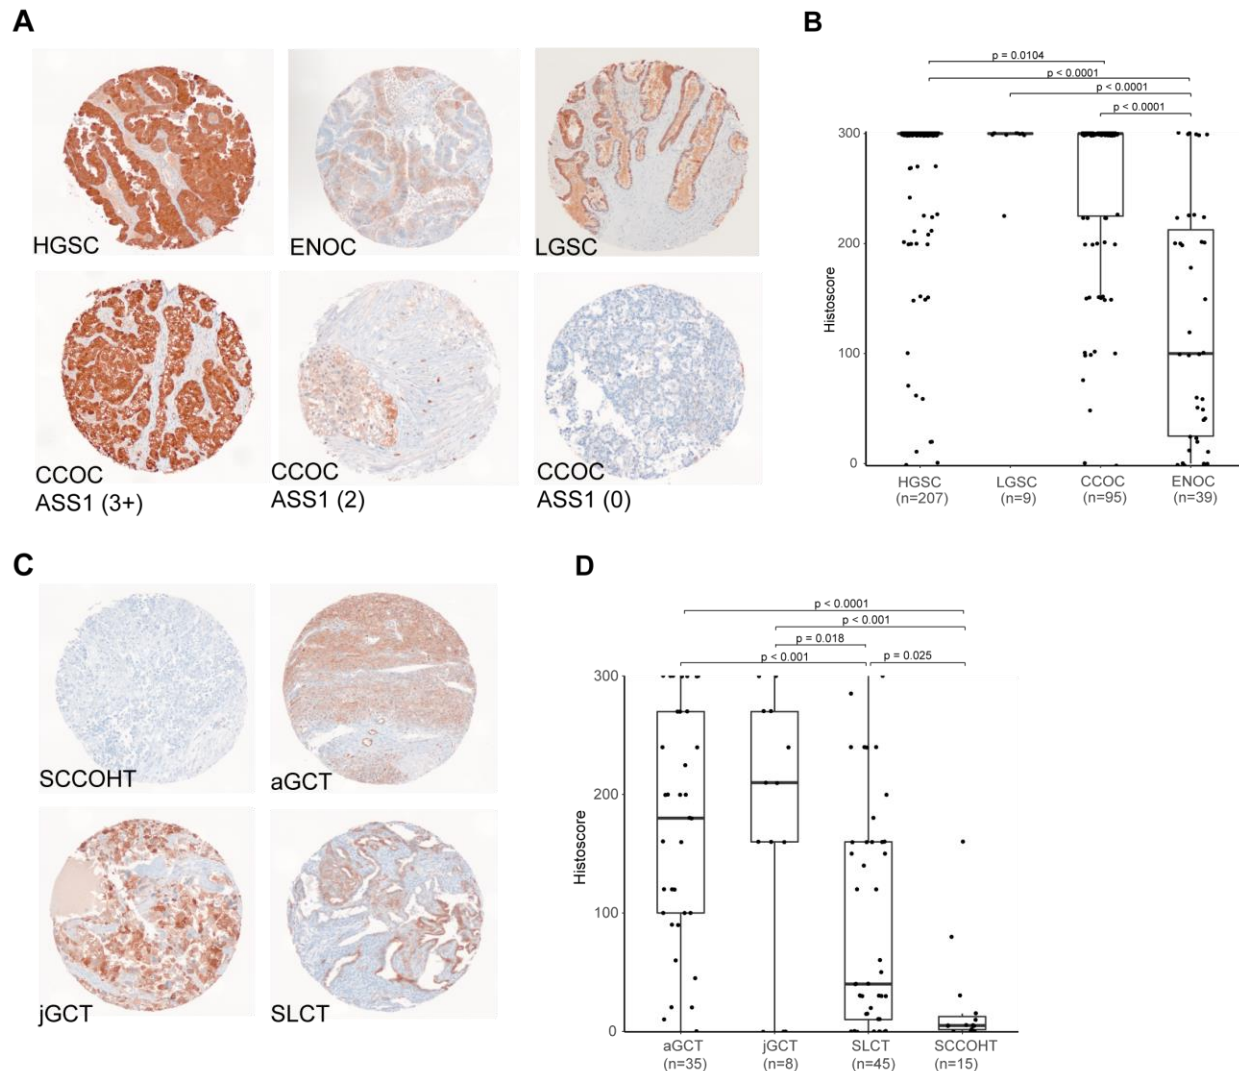 A
HGSC
ENOC
LGSC
CCOC
ASS1 (3+)
CCOC
ASS1 (2)
CCOC
ASS1 (0)
B
p = 0.0104
p < 0.0001
p < 0.0001
p < 0.0001
Histoscore
300
200
100
0
HGSC
(n=207)
LGSC
(n=9)
CCOC
(n=95)
ENOC
(n=39)
C
SCCOHT
aGCT
jGCT
SLCT
D
p < 0.0001
p < 0.001
p = 0.018
p < 0.001
p = 0.025
Histoscore
300
200
100
0
aGCT
(n=35)
jGCT
(n=8)
SLCT
(n=45)
SCCOHT
(n=15)